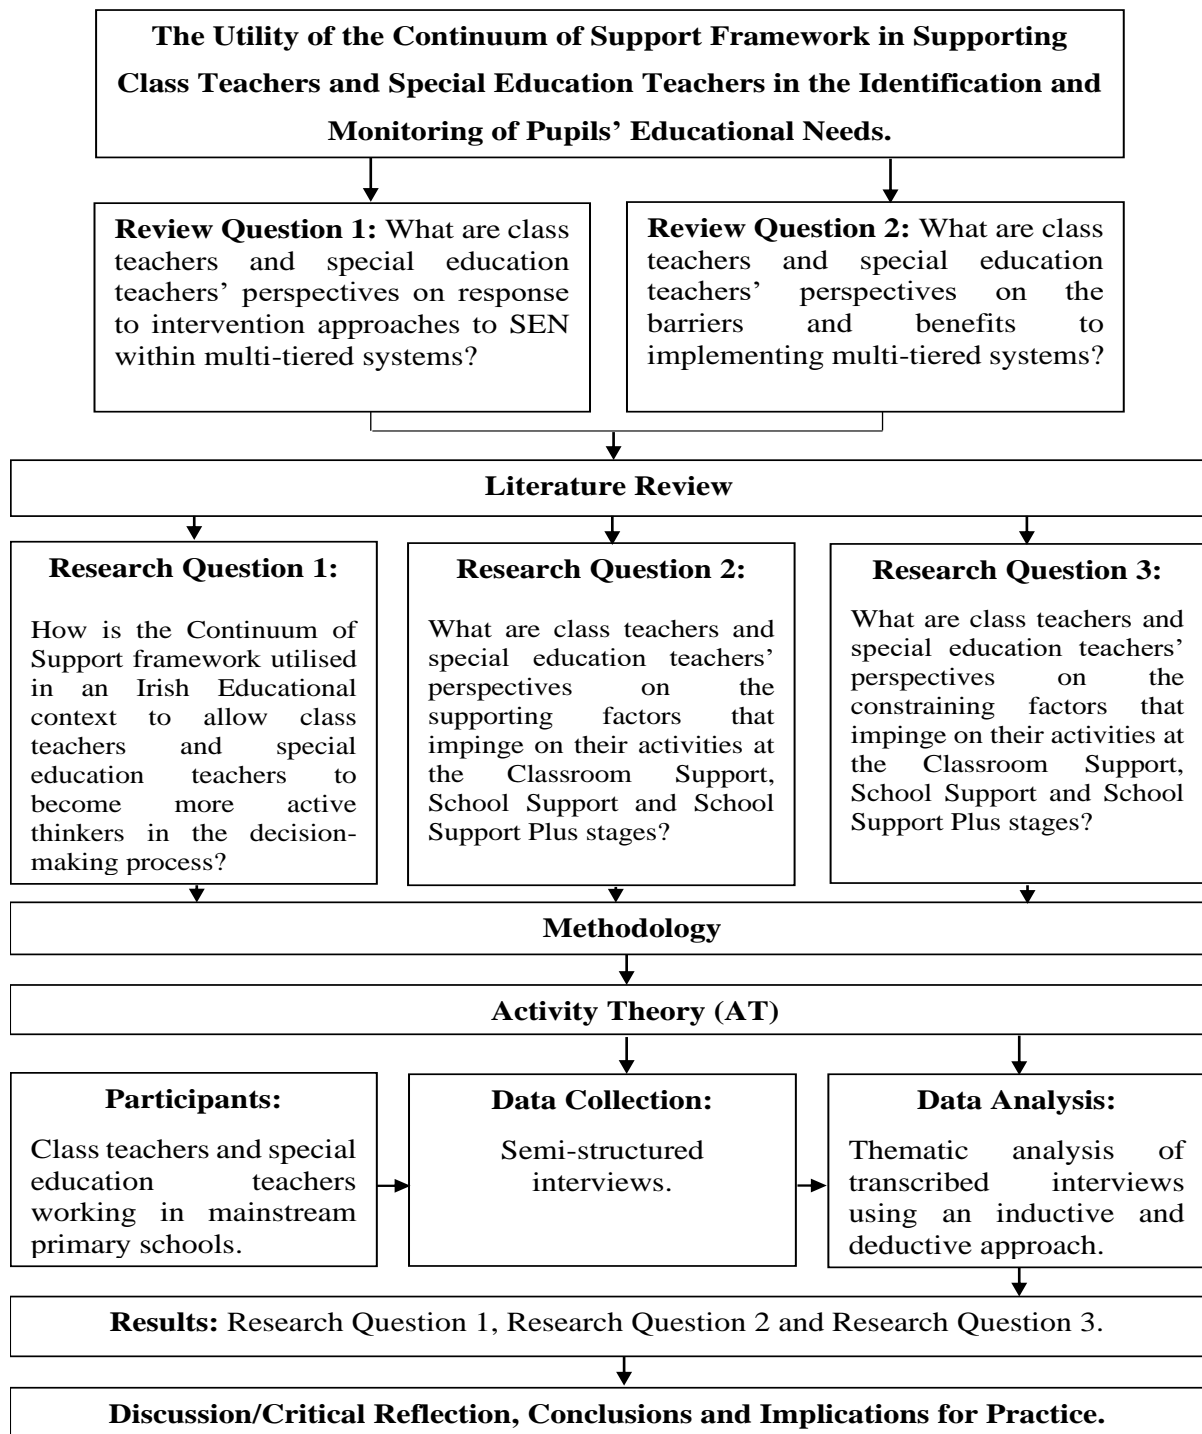 The Utility of the Continuum of Support Framework in Supporting
Class Teachers and Special Education Teachers in the Identification and
Monitoring of Pupils’ Educational Needs.
Review Question 1: What are class
teachers and special education
teachers’ perspectives on response
to intervention approaches to SEN
within multi-tiered systems?
Review Question 2: What are class
teachers and special education
teachers’ perspectives on the
barriers and benefits to
implementing multi-tiered systems?
Literature Review
Research Question 1:
How is the Continuum of
Support framework utilised
in an Irish Educational
context to allow class
teachers and special
education teachers to
become more active
thinkers in the decision-
making process?
Research Question 2:
What are class teachers and
special education teachers’
perspectives on the
supporting factors that
impinge on their activities at
the Classroom Support,
School Support and School
Support Plus stages?
Research Question 3:
What are class teachers and
special education teachers’
perspectives on the
constraining factors that
impinge on their activities at
the Classroom Support,
School Support and School
Support Plus stages?
Methodology
Activity Theory (AT)
Participants:
Class teachers and special
education teachers
working in mainstream
primary schools.
Data Collection:
Semi-structured
interviews.
Data Analysis:
Thematic analysis of
transcribed interviews
using an inductive and
deductive approach.
Results: Research Question 1, Research Question 2 and Research Question 3.
Discussion/Critical Reflection, Conclusions and Implications for Practice.